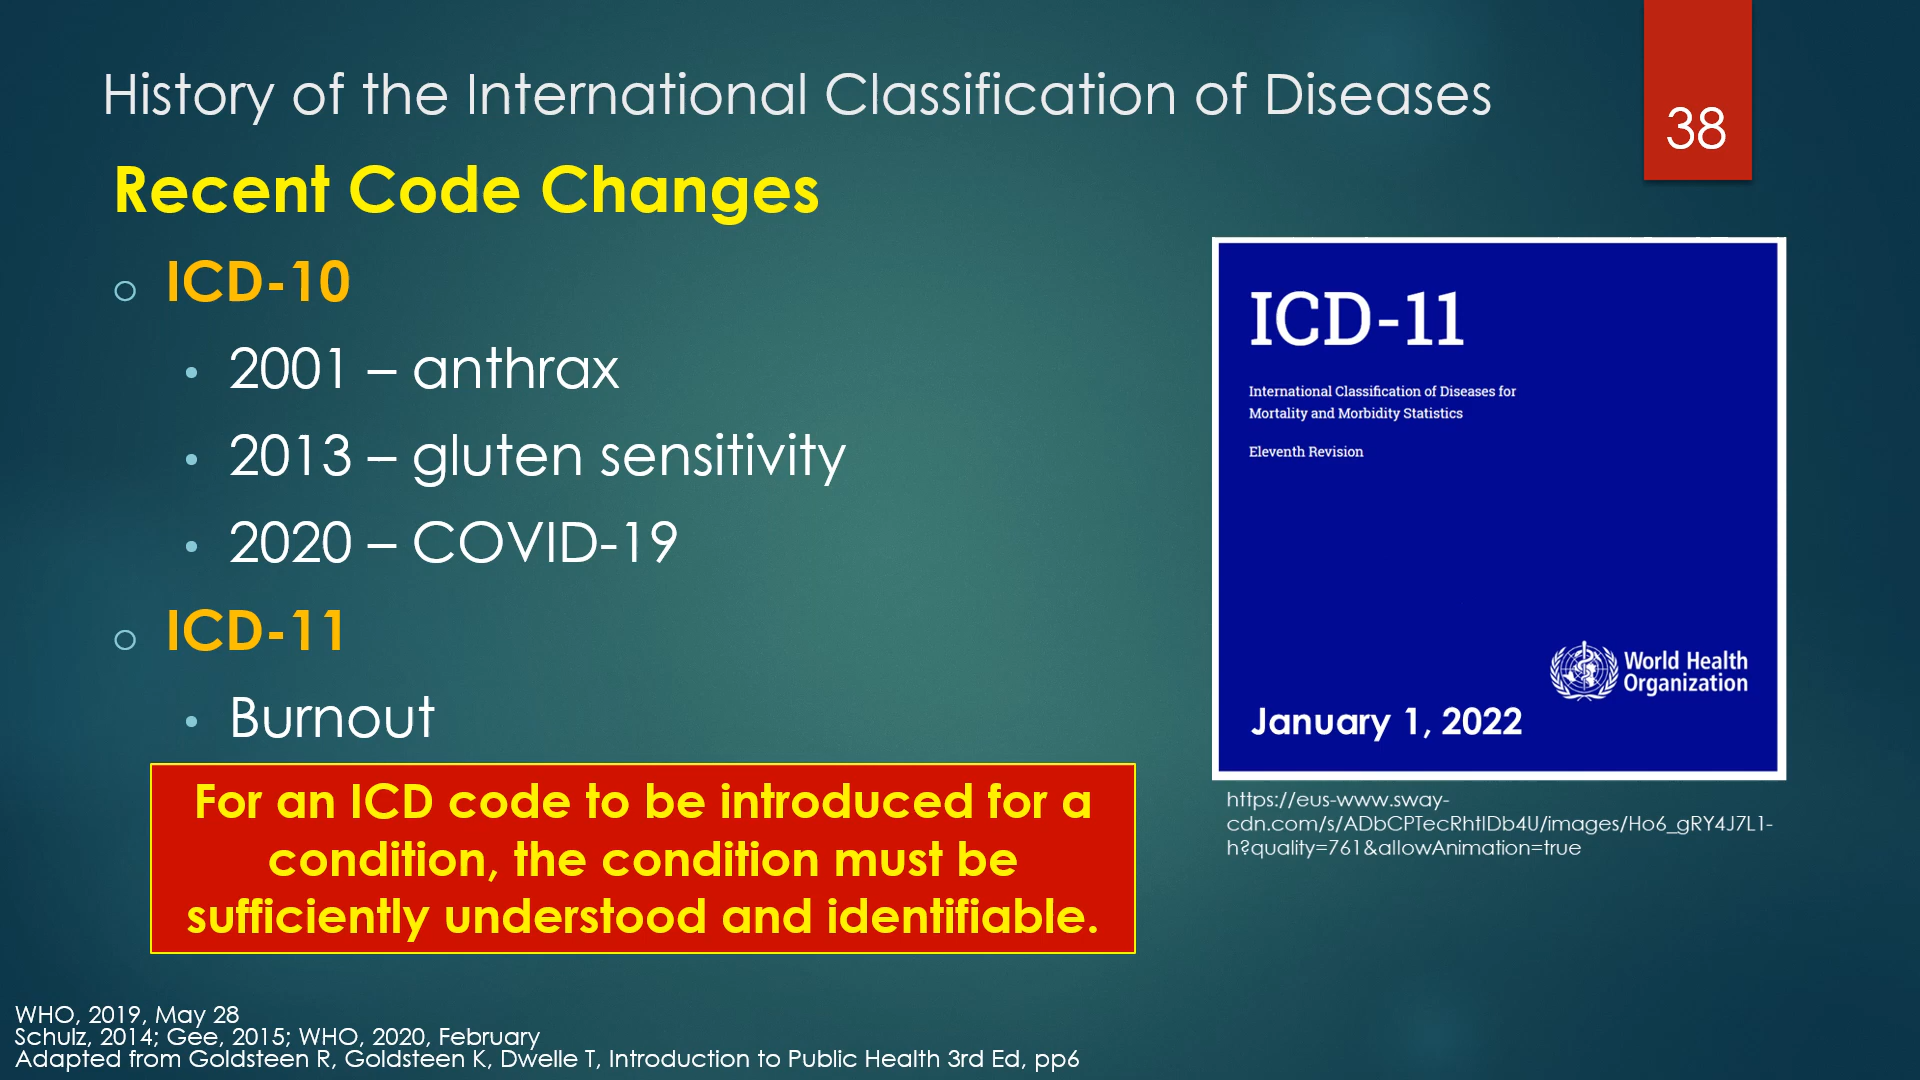 History of the International Classification of Diseases
38
Recent Code Changes
o ICD-10
• 2001 – anthrax
• 2013 – gluten sensitivity
• 2020 – COVID-19
o ICD-11
• Burnout
For an ICD code to be introduced for a
condition, the condition must be
sufficiently understood and identifiable.
ICD-11
International Classification of Diseases for
Mortality and Morbidity Statistics
Eleventh Revision
World Health
Organization
January 1, 2022
https://eus-www.sway-
cdn.com/s/ADbCPTecRhtIDb4U/images/Ho6_gRY4J7L1-
h?quality=761&allowAnimation=true
WHO, 2019, May 28
Schulz, 2014; Gee, 2015; WHO, 2020, February
Adapted from Goldsteen R, Goldsteen K, Dwelle T, Introduction to Public Health 3rd Ed, pp6